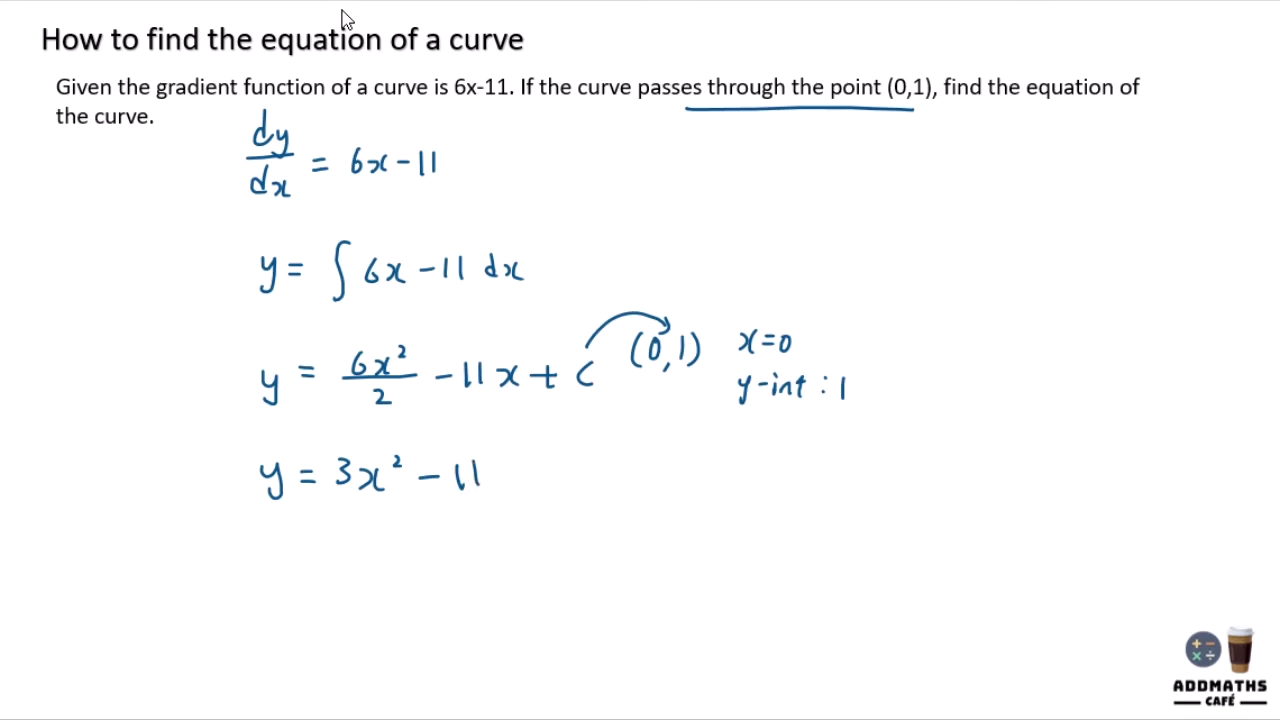 How to find the equation of a curve
Given the gradient function of a curve is 6x-11. If the curve passes through the point (0,1), find the equation of
the curve.
dy/dx = 6x - 11
y = ∫ 6x - 11 dx
y = 6x²/2 - 11x + c (0,1) x=0
y-int : 1
y = 3x² - 11
ADDMATHS
CAFÉ